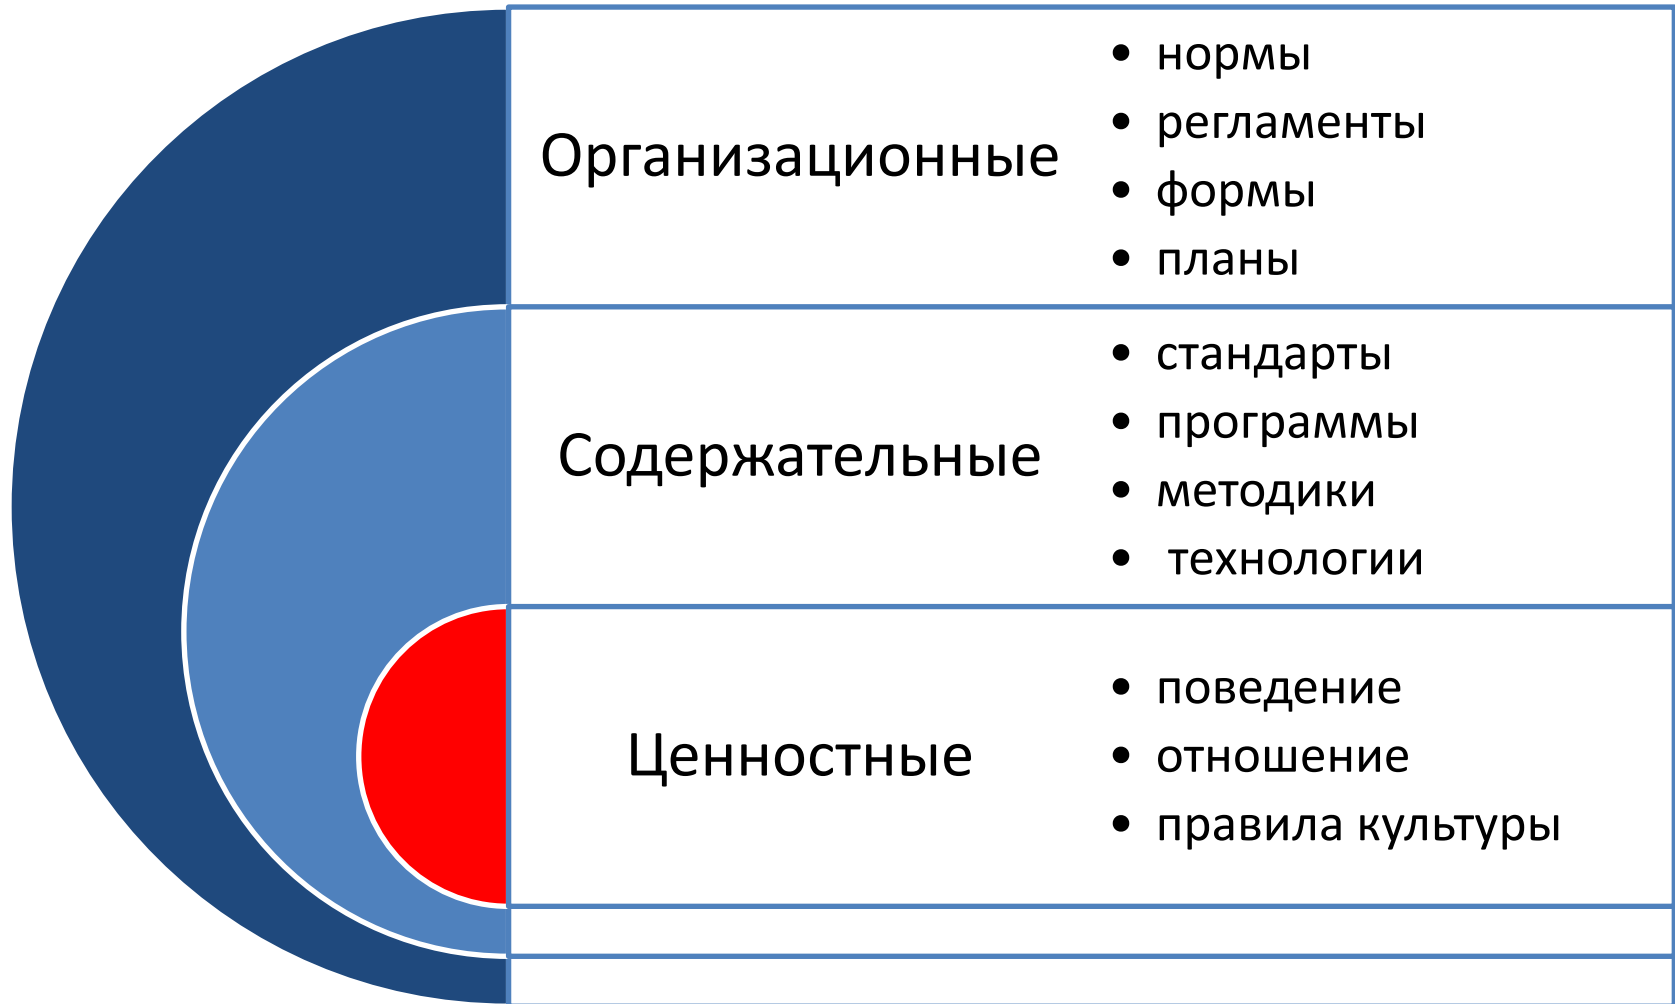 Организационные
• нормы
• регламенты
• формы
• планы
Содержательные
• стандарты
• программы
• методики
• технологии
Ценностные
• поведение
• отношение
• правила культуры